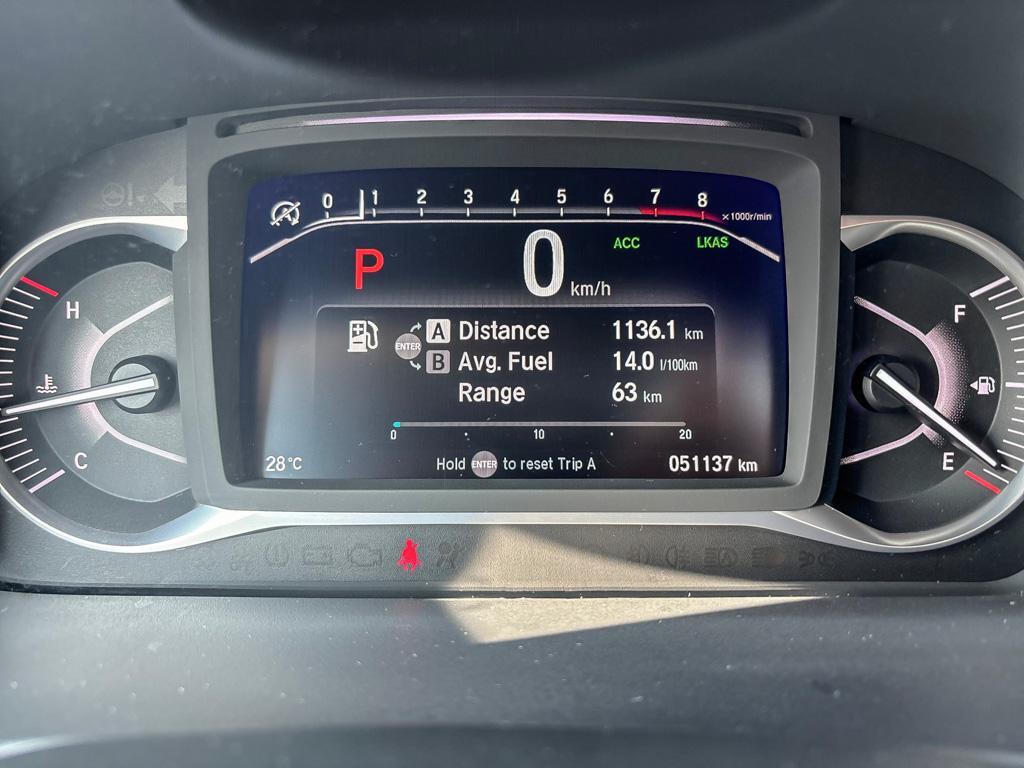 0 1 2 3 4 5 6 7 8 ×1000r/min
P 0 km/h ACC LKAS
H
F
ENTER A Distance 1136.1 km
B Avg. Fuel 14.0 l/100km
Range 63 km
C
E
0 10 20
28°C Hold ENTER to reset Trip A 051137 km